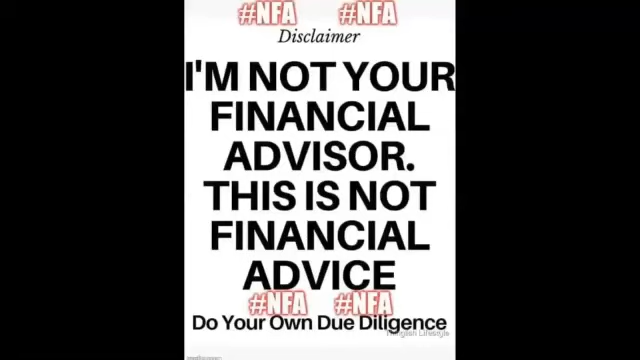 #NFA #NFA
Disclaimer
I'M NOT YOUR
FINANCIAL
ADVISOR.
THIS IS NOT
FINANCIAL
ADVICE
#NFA #NFA
Do Your Own Due Diligence
Lifestyle